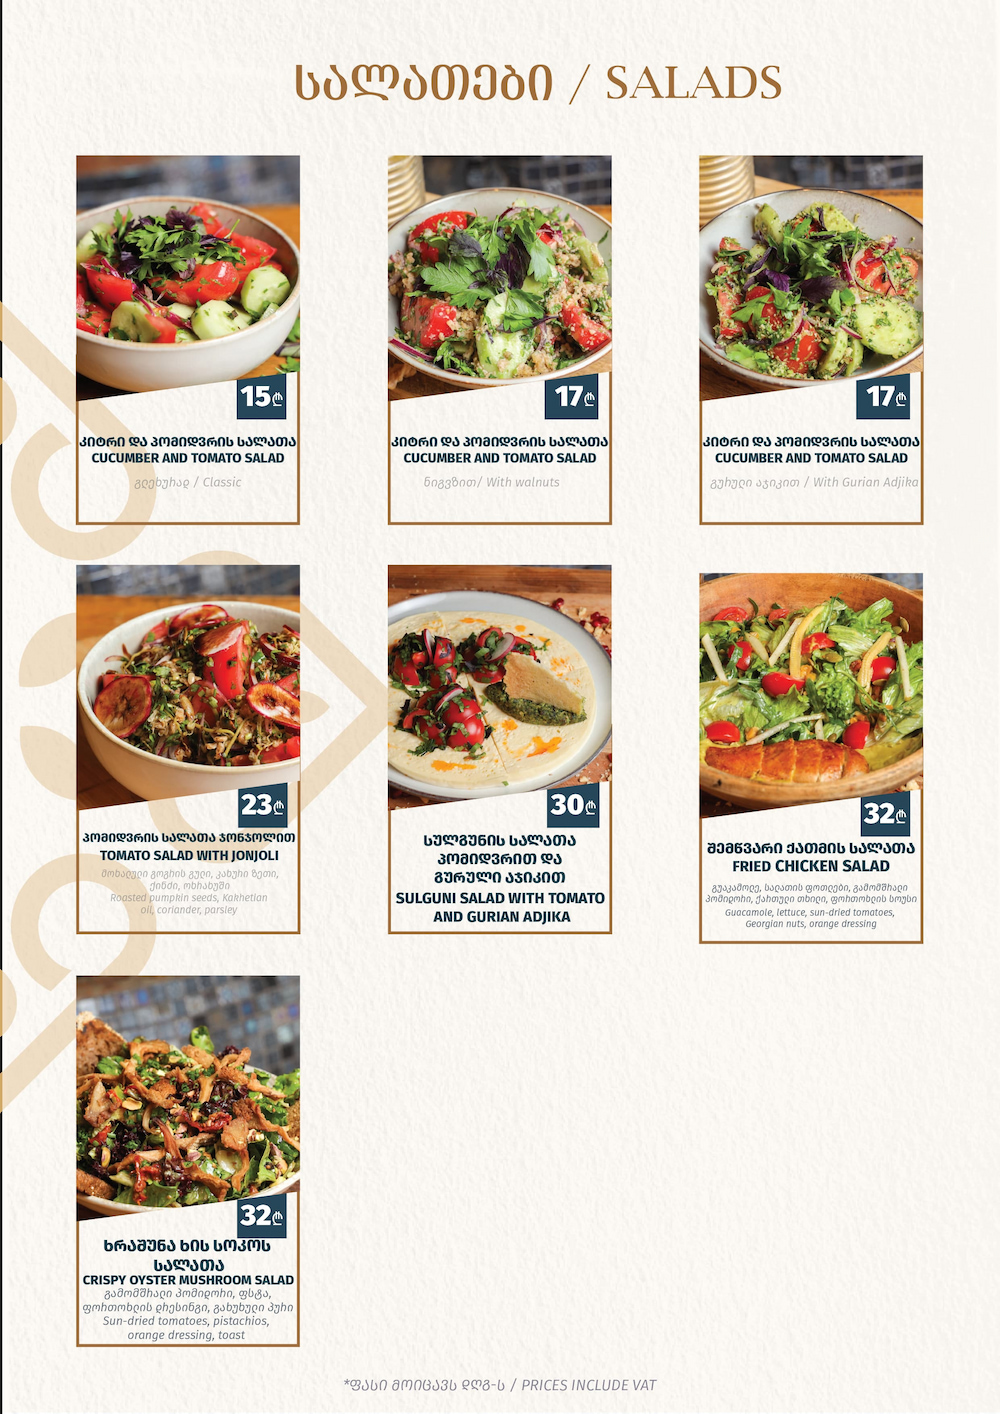 სალათები / SALADS
15₾
კიტრი და პომიდვრის სალათა
CUCUMBER AND TOMATO SALAD
გლეხურად / Classic
17₾
კიტრი და პომიდვრის სალათა
CUCUMBER AND TOMATO SALAD
ნიგვზით/ With walnuts
17₾
კიტრი და პომიდვრის სალათა
CUCUMBER AND TOMATO SALAD
გურული აჯიკით / With Gurian Adjika
23₾
პომიდვრის სალათა ჯონჯოლით
TOMATO SALAD WITH JONJOLI
მოხალული გოგრის გული, კახური ზეთი,
ქინძი, ოხრახუში
Roasted pumpkin seeds, Kakhetian
oil, coriander, parsley
30₾
სულგუნის სალათა
პომიდვრით და
გურული აჯიკით
SULGUNI SALAD WITH TOMATO
AND GURIAN ADJIKA
32₾
შემწვარი ქათმის სალათა
FRIED CHICKEN SALAD
გუაკამოლე, სალათის ფოთლები, გამომშრალი
პომიდორი, ქართული თხილი, ფორთოხლის სოუსი
Guacamole, lettuce, sun-dried tomatoes,
Georgian nuts, orange dressing
32₾
ხრაშუნა ხის სოკოს
სალათა
CRISPY OYSTER MUSHROOM SALAD
გამომშრალი პომიდორი, ფსტა,
ფორთოხლის დრესინგი, გახუხული პური
Sun-dried tomatoes, pistachios,
orange dressing, toast
*ფასი მოიცავს დღგ-ს / PRICES INCLUDE VAT